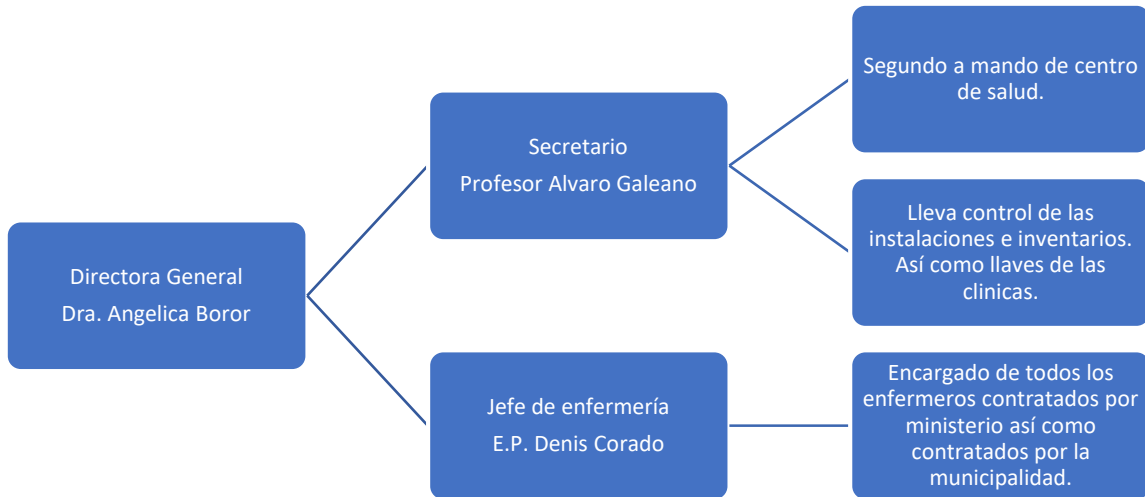 Directora General
Dra. Angelica Boror
Secretario
Profesor Alvaro Galeano
Segundo a mando de centro
de salud.
Lleva control de las
instalaciones e inventarios.
Así como llaves de las
clinicas.
Jefe de enfermería
E.P. Denis Corado
Encargado de todos los
enfermeros contratados por
ministerio así como
contratados por la
municipalidad.